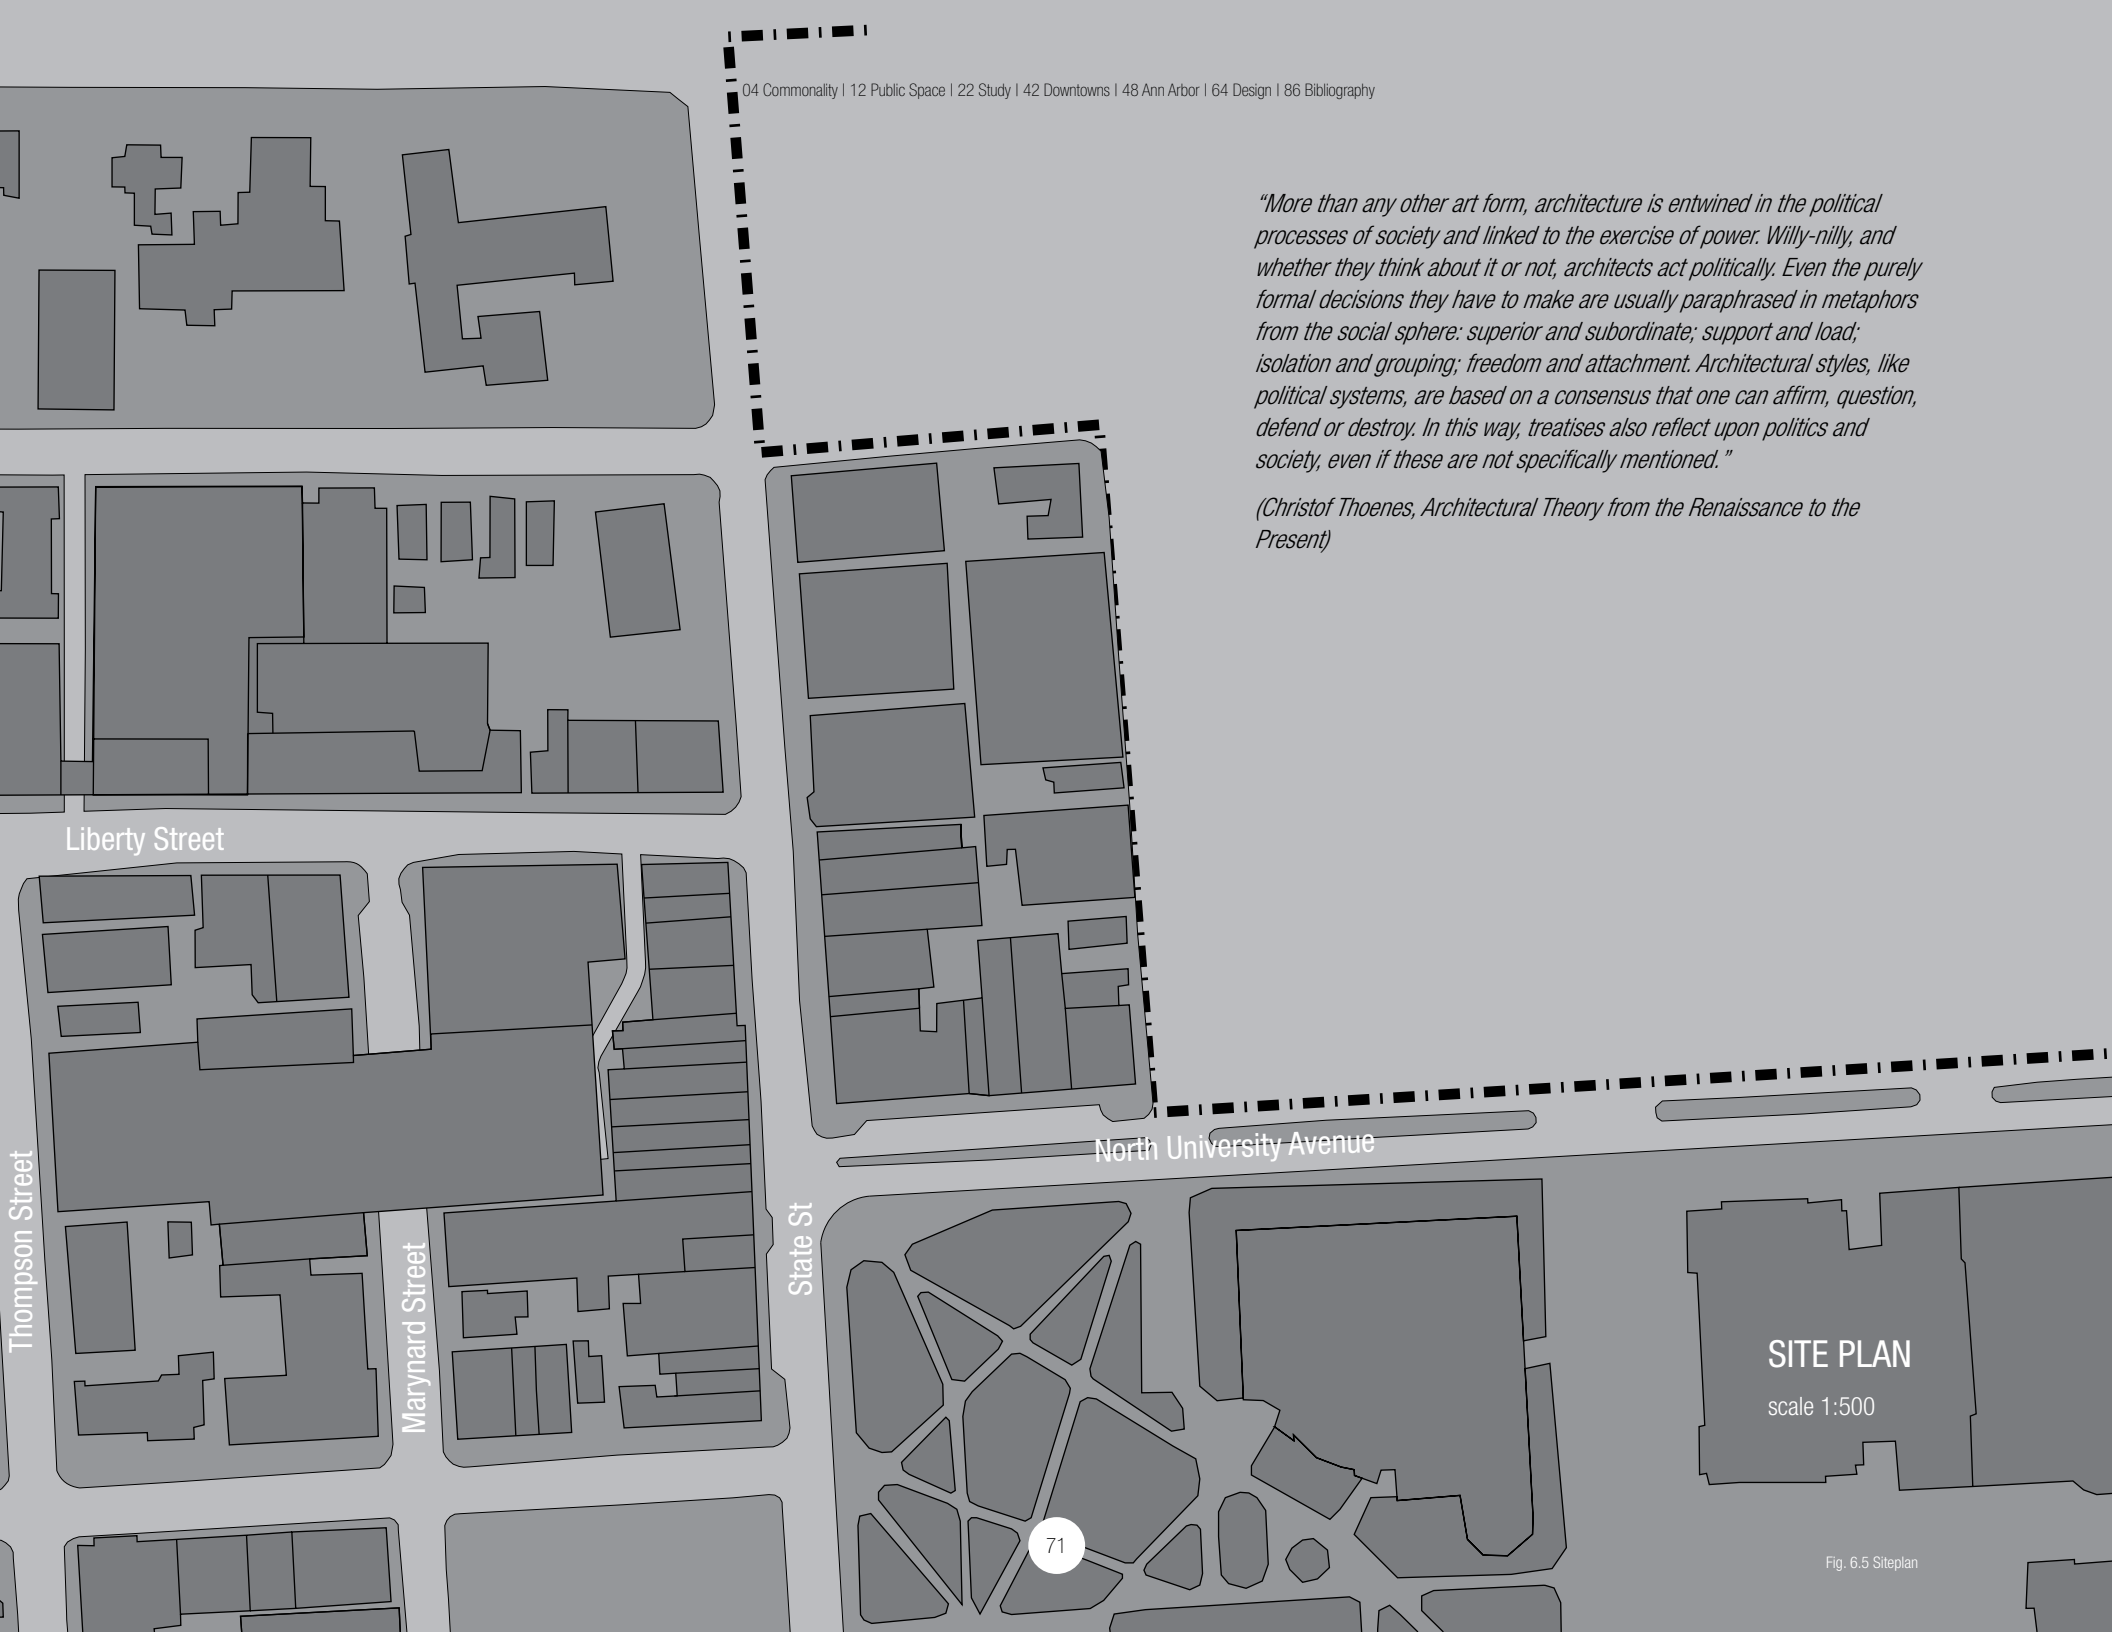 04 Commonality | 12 Public Space | 22 Study | 42 Downtowns | 48 Ann Arbor | 64 Design | 86 Bibliography
“More than any other art form, architecture is entwined in the political
processes of society and linked to the exercise of power. Willy-nilly, and
whether they think about it or not, architects act politically. Even the purely
formal decisions they have to make are usually paraphrased in metaphors
from the social sphere: superior and subordinate; support and load;
isolation and grouping; freedom and attachment. Architectural styles, like
political systems, are based on a consensus that one can affirm, question,
defend or destroy. In this way, treatises also reflect upon politics and
society, even if these are not specifically mentioned.”
(Christof Thoenes, Architectural Theory from the Renaissance to the
Present)
Liberty Street
North University Avenue
Thompson Street
Marynard Street
State St
SITE PLAN
scale 1:500
71
Fig. 6.5 Siteplan